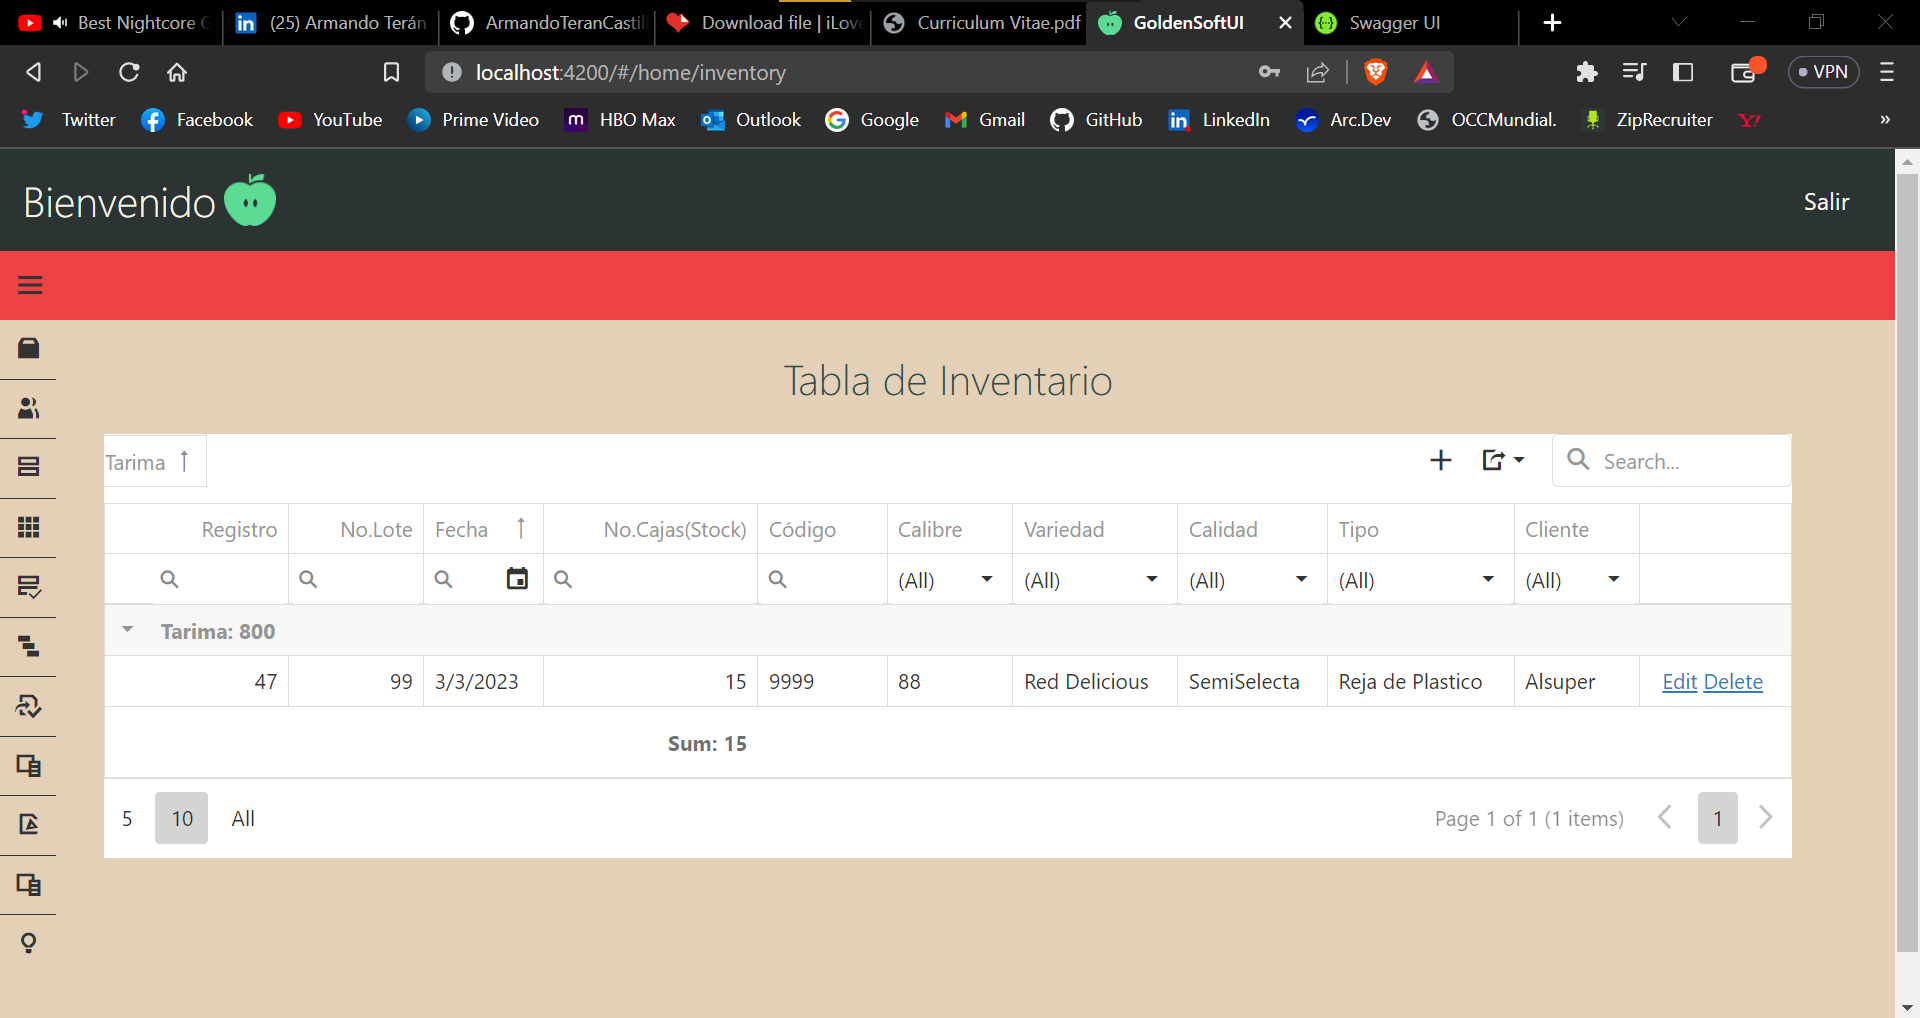 Best Nightcore
(25) Armando Terán
ArmandoTeranCastil
Download file | iLove
Curriculum Vitae.pdf
GoldenSoftUI
Swagger UI
localhost:4200/#/home/inventory
VPN
Twitter
Facebook
YouTube
Prime Video
HBO Max
Outlook
Google
Gmail
GitHub
LinkedIn
Arc.Dev
OCCMundial.
ZipRecruiter
»
Bienvenido
Salir
Tabla de Inventario
Tarima
Search...
Registro No.Lote Fecha No.Cajas(Stock) Código Calibre Variedad Calidad Tipo Cliente
(All) (All) (All) (All) (All)
Tarima: 800
47 99 3/3/2023 15 9999 88 Red Delicious SemiSelecta Reja de Plastico Alsuper Edit Delete
Sum: 15
5 10 All Page 1 of 1 (1 items) 1